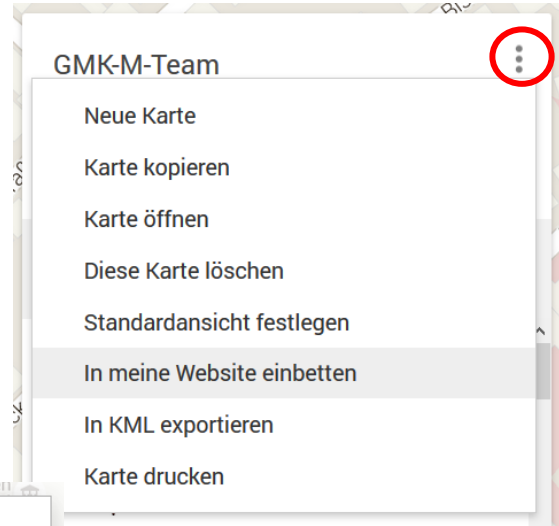 GMK-M-Team
Neue Karte
Karte kopieren
Karte öffnen
Diese Karte löschen
Standardansicht festlegen
In meine Website einbetten
In KML exportieren
Karte drucken